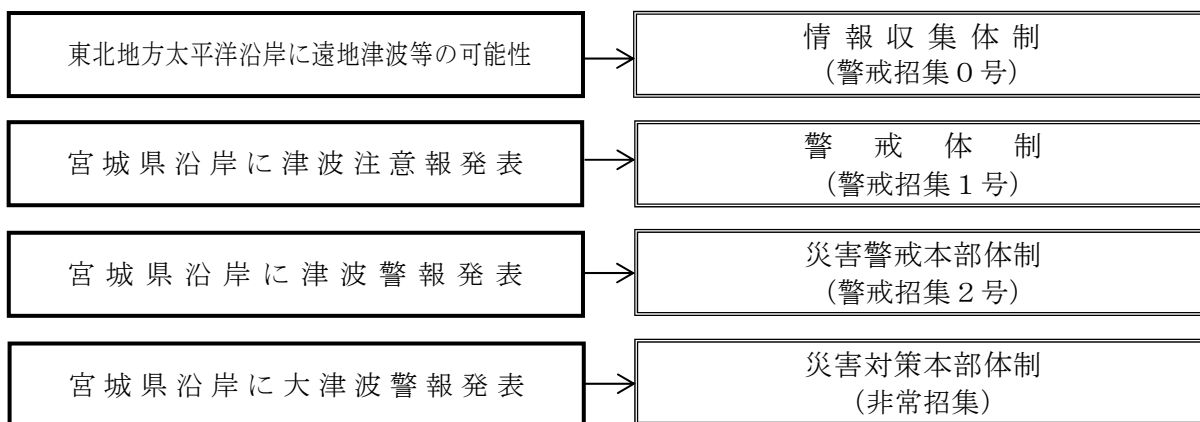 東北地方太平洋沿岸に遠地津波等の可能性
情報収集体制
(警戒招集0号)
宮城県沿岸に津波注意報発表
警戒体制
(警戒招集1号)
宮城県沿岸に津波警報発表
災害警戒本部体制
(警戒招集2号)
宮城県沿岸に大津波警報発表
災害対策本部体制
(非常招集)